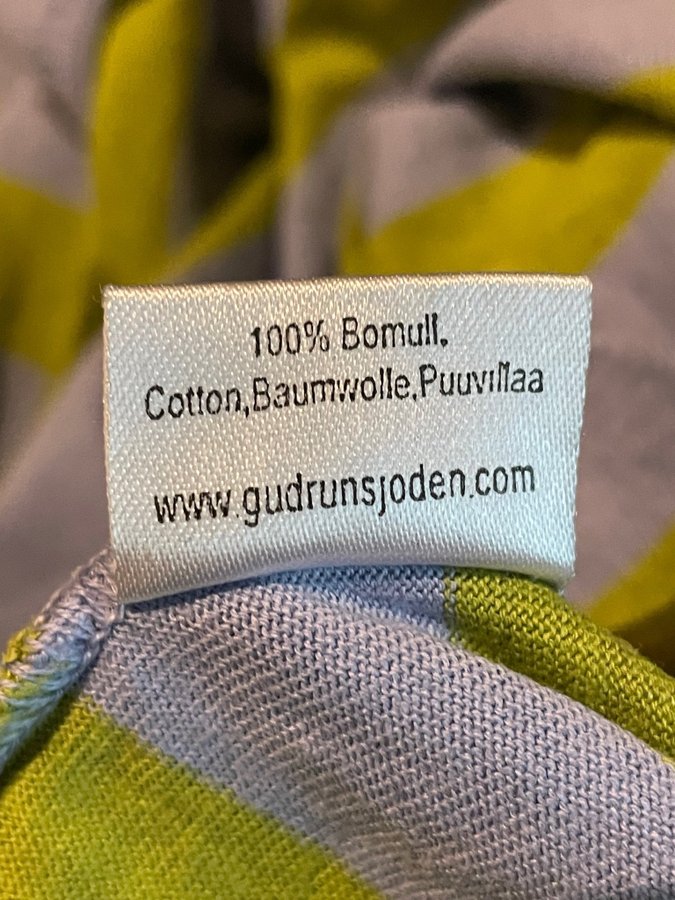 100% Bomull,
Cotton,Baumwolle,Puuvillaa
www.gudrunsjoden.com